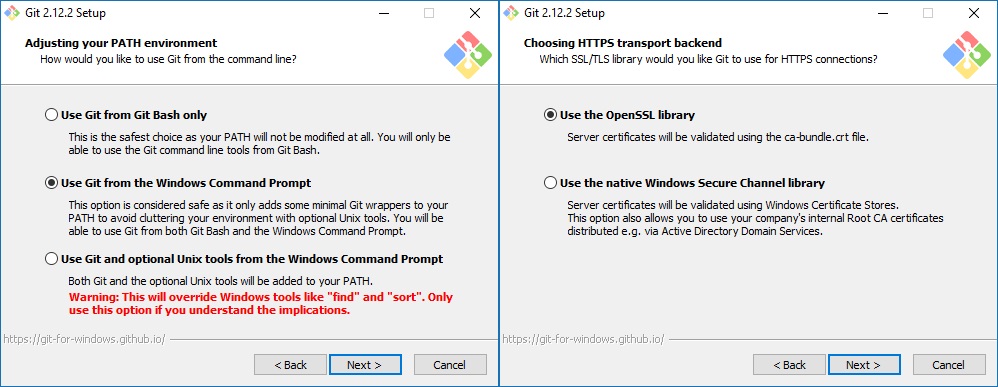 Git 2.12.2 Setup
Adjusting your PATH environment
How would you like to use Git from the command line?
Use Git from Git Bash only
This is the safest choice as your PATH will not be modified at all. You will only be
able to use the Git command line tools from Git Bash.
Use Git from the Windows Command Prompt
This option is considered safe as it only adds some minimal Git wrappers to your
PATH to avoid cluttering your environment with optional Unix tools. You will be
able to use Git from both Git Bash and the Windows Command Prompt.
Use Git and optional Unix tools from the Windows Command Prompt
Both Git and the optional Unix tools will be added to your PATH.
Warning: This will override Windows tools like "find" and "sort". Only
use this option if you understand the implications.
https://git-for-windows.github.io/
< Back Next > Cancel
Git 2.12.2 Setup
Choosing HTTPS transport backend
Which SSL/TLS library would you like Git to use for HTTPS connections?
Use the OpenSSL library
Server certificates will be validated using the ca-bundle.crt file.
Use the native Windows Secure Channel library
Server certificates will be validated using Windows Certificate Stores.
This option also allows you to use your company's internal Root CA certificates
distributed e.g. via Active Directory Domain Services.
https://git-for-windows.github.io/
< Back Next > Cancel